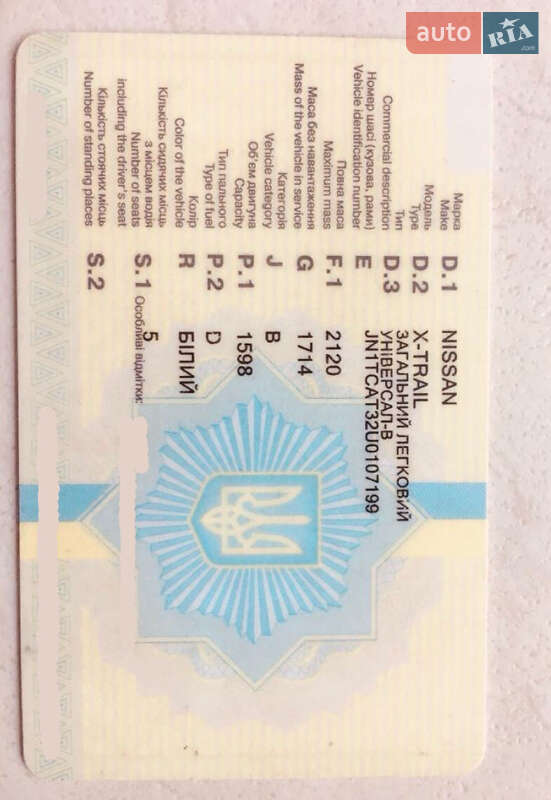 auto RIA .com
Марка
Make D.1 NISSAN
Модель
Type D.2 X-TRAIL
Тип
Commercial description D.3 ЗАГАЛЬНИЙ ЛЕГКОВИЙ
УНІВЕРСАЛ-В
Номер шасі (кузова, рами)
Vehicle identification number E JN1TCAT32U0107199
Повна маса
Maximum mass F.1 2120
Маса без навантаження
Mass of the vehicle in service G 1714
Категорія
Vehicle category J B
Об'єм двигуна
Capacity P.1 1598
Тип пального
Type of fuel P.2 D
Колір
Color of the vehicle R БІЛИЙ
Кількість сидячих місць
з місцем водія
Number of seats
including the driver's seat S.1 5
Кількість стоячих місць
Number of standing places S.2
Особливі відмітки: